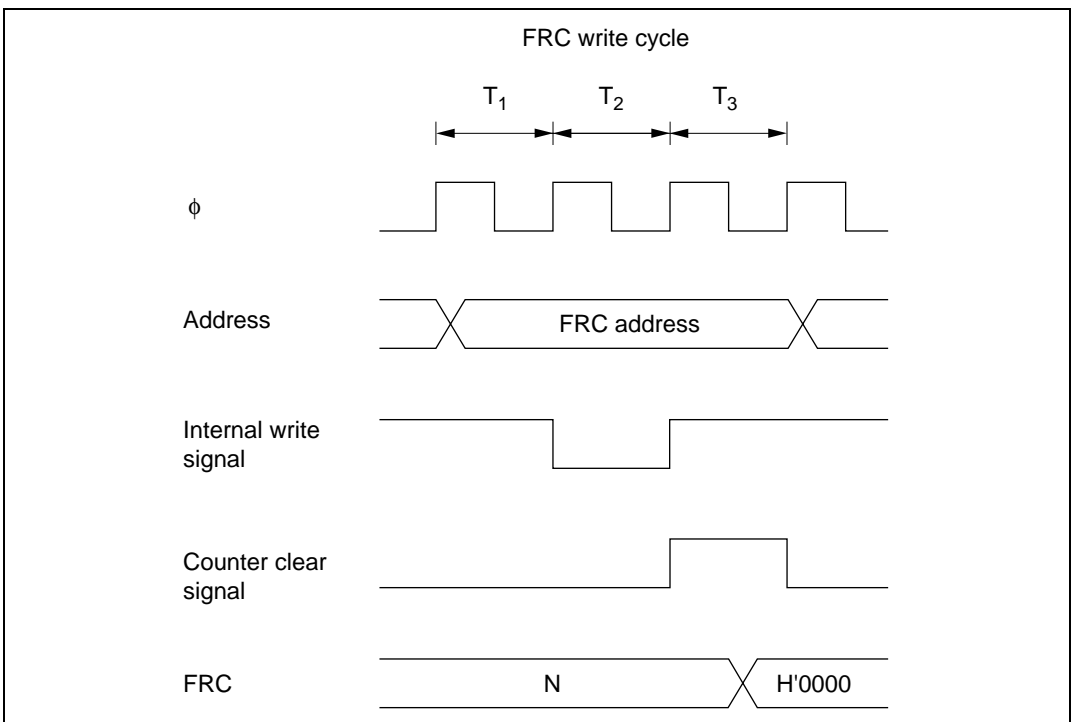 FRC write cycle
T1 T2 T3
ϕ
Address
FRC address
Internal write
signal
Counter clear
signal
FRC
N
H'0000